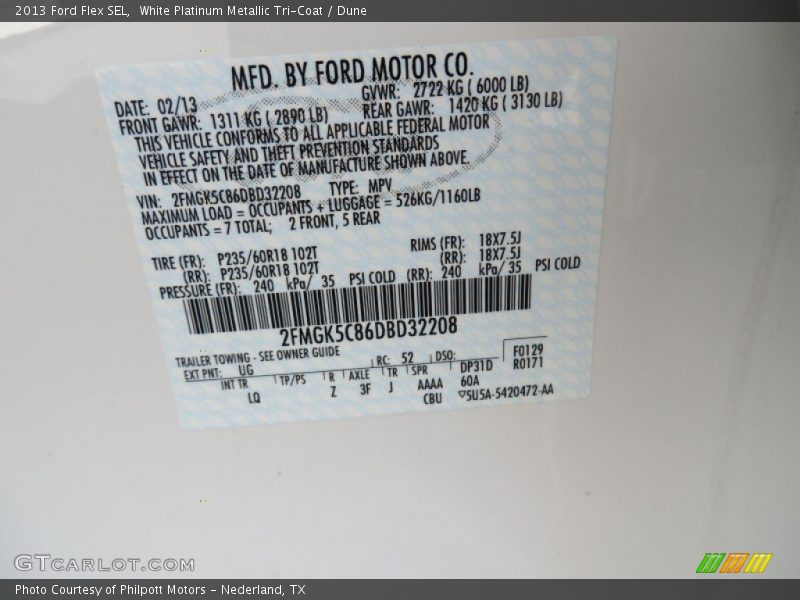 2013 Ford Flex SEL,  White Platinum Metallic Tri-Coat / Dune
MFD. BY FORD MOTOR CO.
DATE: 02/13 GVWR: 2722 KG ( 6000 LB)
FRONT GAWR: 1311 KG ( 2890 LB) REAR GAWR: 1420 KG ( 3130 LB)
THIS VEHICLE CONFORMS TO ALL APPLICABLE FEDERAL MOTOR
VEHICLE SAFETY AND THEFT PREVENTION STANDARDS
IN EFFECT ON THE DATE OF MANUFACTURE SHOWN ABOVE.
VIN: 2FMGK5C86DBD32208 TYPE: MPV
MAXIMUM LOAD = OCCUPANTS + LUGGAGE = 526KG/1160LB
OCCUPANTS = 7 TOTAL; 2 FRONT, 5 REAR
TIRE (FR): P235/60R18 102T RIMS (FR): 18X7.5J
(RR): P235/60R18 102T (RR): 18X7.5J
PRESSURE (FR): 240 kPa/ 35 PSI COLD (RR): 240 kPa/ 35 PSI COLD
2FMGK5C86DBD32208
TRAILER TOWING - SEE OWNER GUIDE
EXT PNT: UG RC: 52 DSO: F0129
INT TR TP/PS R AXLE TR SPR DP31D R0171
LQ Z 3F J AAAA 60A
CBU ▽5U5A-5420472-AA
GTCARLOT.COM
Photo Courtesy of Philpott Motors - Nederland, TX